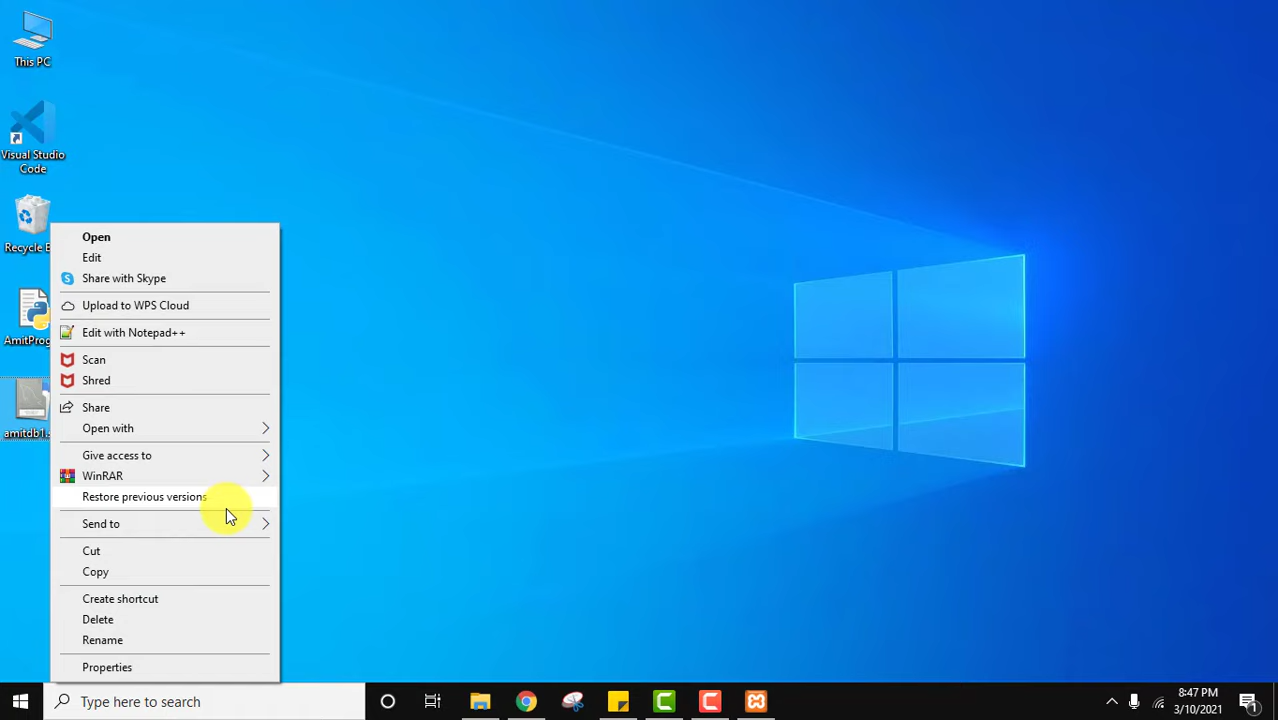 This PC
Visual Studio
Code
Recycle B
AmitProg
amitdb1.s
Open
Edit
Share with Skype
Upload to WPS Cloud
Edit with Notepad++
Scan
Shred
Share
Open with
Give access to
WinRAR
Restore previous versions
Send to
Cut
Copy
Create shortcut
Delete
Rename
Properties
Type here to search
8:47 PM
3/10/2021
1